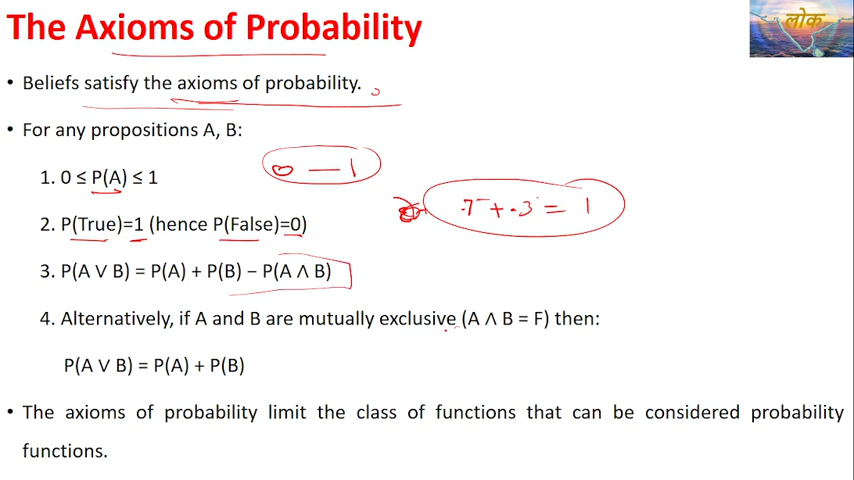 The Axioms of Probability
लोक
• Beliefs satisfy the axioms of probability.
• For any propositions A, B:
0 — 1
1. 0 ≤ P(A) ≤ 1
.7 + .3 = 1
2. P(True)=1 (hence P(False)=0)
3. P(A ∨ B) = P(A) + P(B) − P(A ∧ B)
4. Alternatively, if A and B are mutually exclusive (A ∧ B = F) then:
P(A ∨ B) = P(A) + P(B)
• The axioms of probability limit the class of functions that can be considered probability
functions.